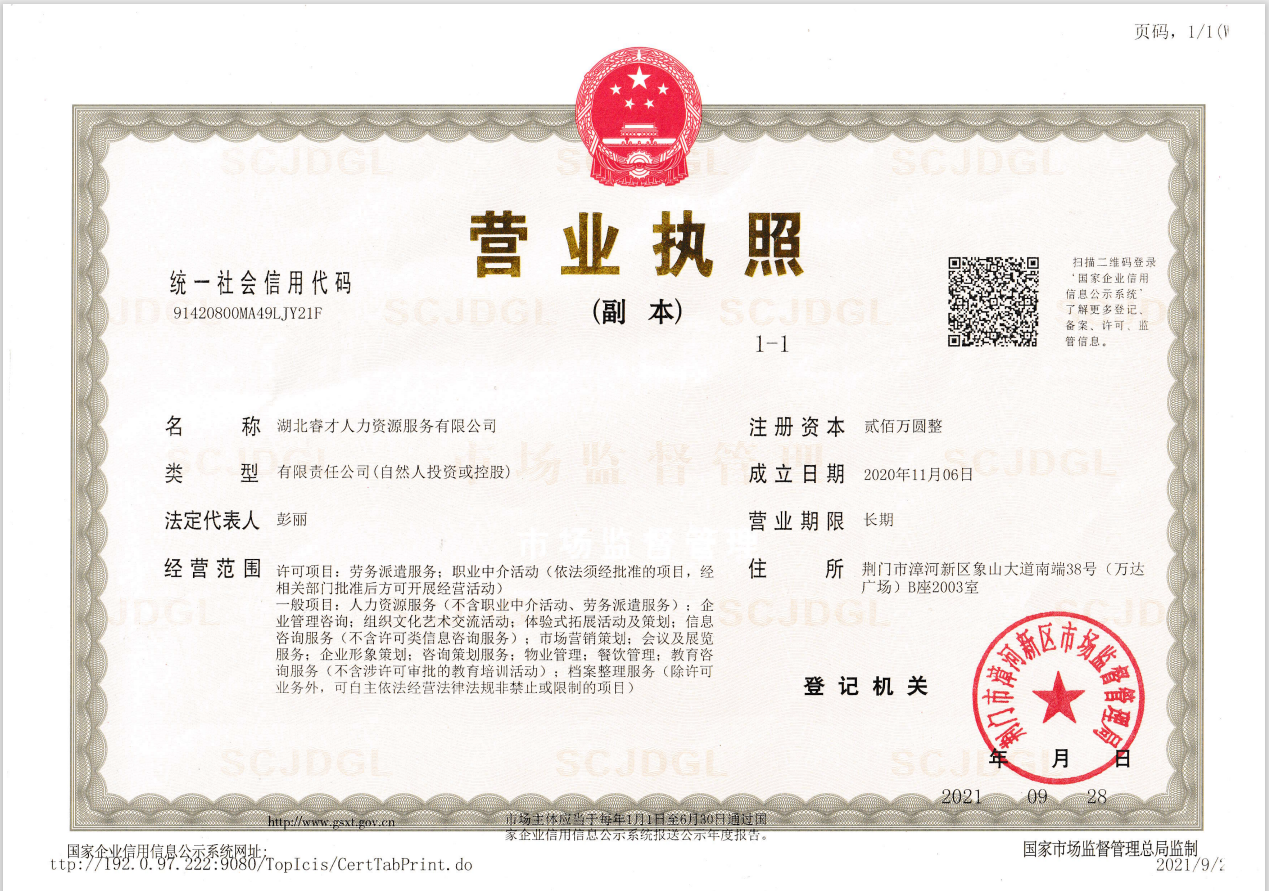 页码，1/1(W
营业执照
(副 本)
1-1
统一社会信用代码
91420800MA49LJY21F
扫描二维码登录
‘国家企业信用
信息公示系统’
了解更多登记、
备案、许可、监
管信息。
名 称 湖北睿才人力资源服务有限公司
类 型 有限责任公司(自然人投资或控股)
法定代表人 彭丽
经营范围 许可项目：劳务派遣服务；职业中介活动（依法须经批准的项目，经
相关部门批准后方可开展经营活动）
一般项目：人力资源服务（不含职业中介活动、劳务派遣服务）；企
业管理咨询；组织文化艺术交流活动；体验式拓展活动及策划；信息
咨询服务（不含许可类信息咨询服务）；市场营销策划；会议及展览
服务；企业形象策划；咨询策划服务；物业管理；餐饮管理；教育咨
询服务（不含涉许可审批的教育培训活动）；档案整理服务（除许可
业务外，可自主依法经营法律法规非禁止或限制的项目）
注册资本 贰佰万圆整
成立日期 2020年11月06日
营业期限 长期
住 所 荆门市漳河新区象山大道南端38号（万达
广场）B座2003室
登记机关
荆门市漳河新区市场监督管理局
年 月 日
2021 09 28
SCJDGL
市场监督管理
http://www.gsxt.gov.cn
市场主体应当于每年1月1日至6月30日通过国
家企业信用信息公示系统报送公示年度报告。
国家企业信用信息公示系统网址：
国家市场监督管理总局监制
ttp://192.0.97.222:9080/TopIcis/CertTabPrint.do
2021/9/2